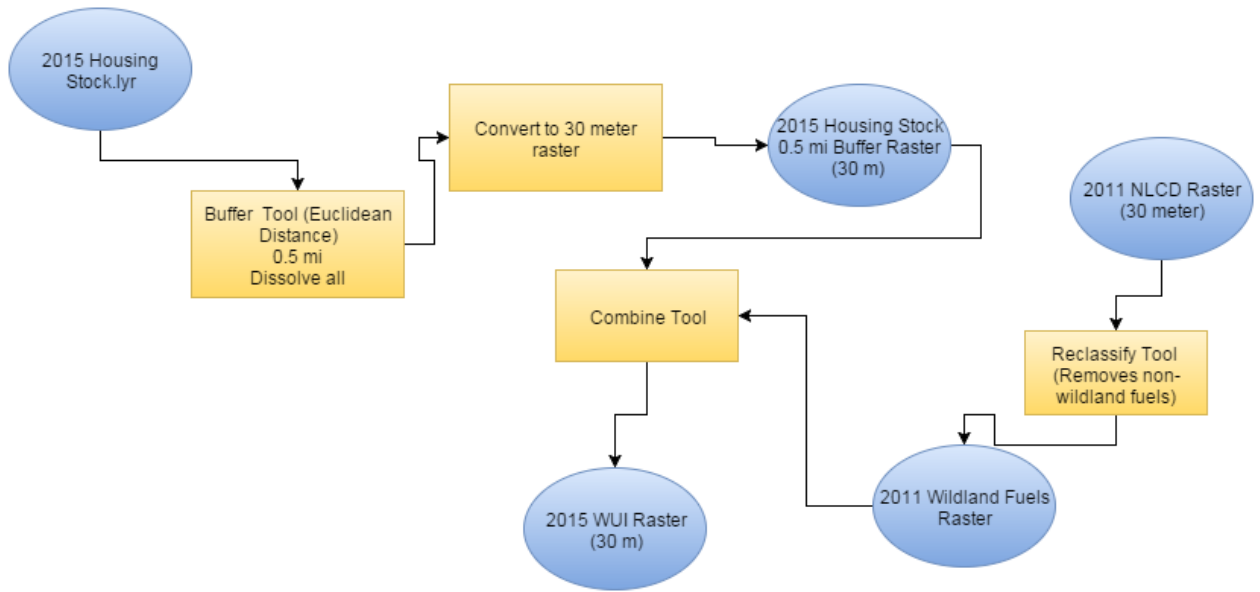 2015 Housing
Stock.lyr
Convert to 30 meter
raster
2015 Housing Stock
0.5 mi Buffer Raster
(30 m)
2011 NLCD Raster
(30 meter)
Buffer Tool (Euclidean
Distance)
0.5 mi
Dissolve all
Combine Tool
Reclassify Tool
(Removes non-
wildland fuels)
2015 WUI Raster
(30 m)
2011 Wildland Fuels
Raster